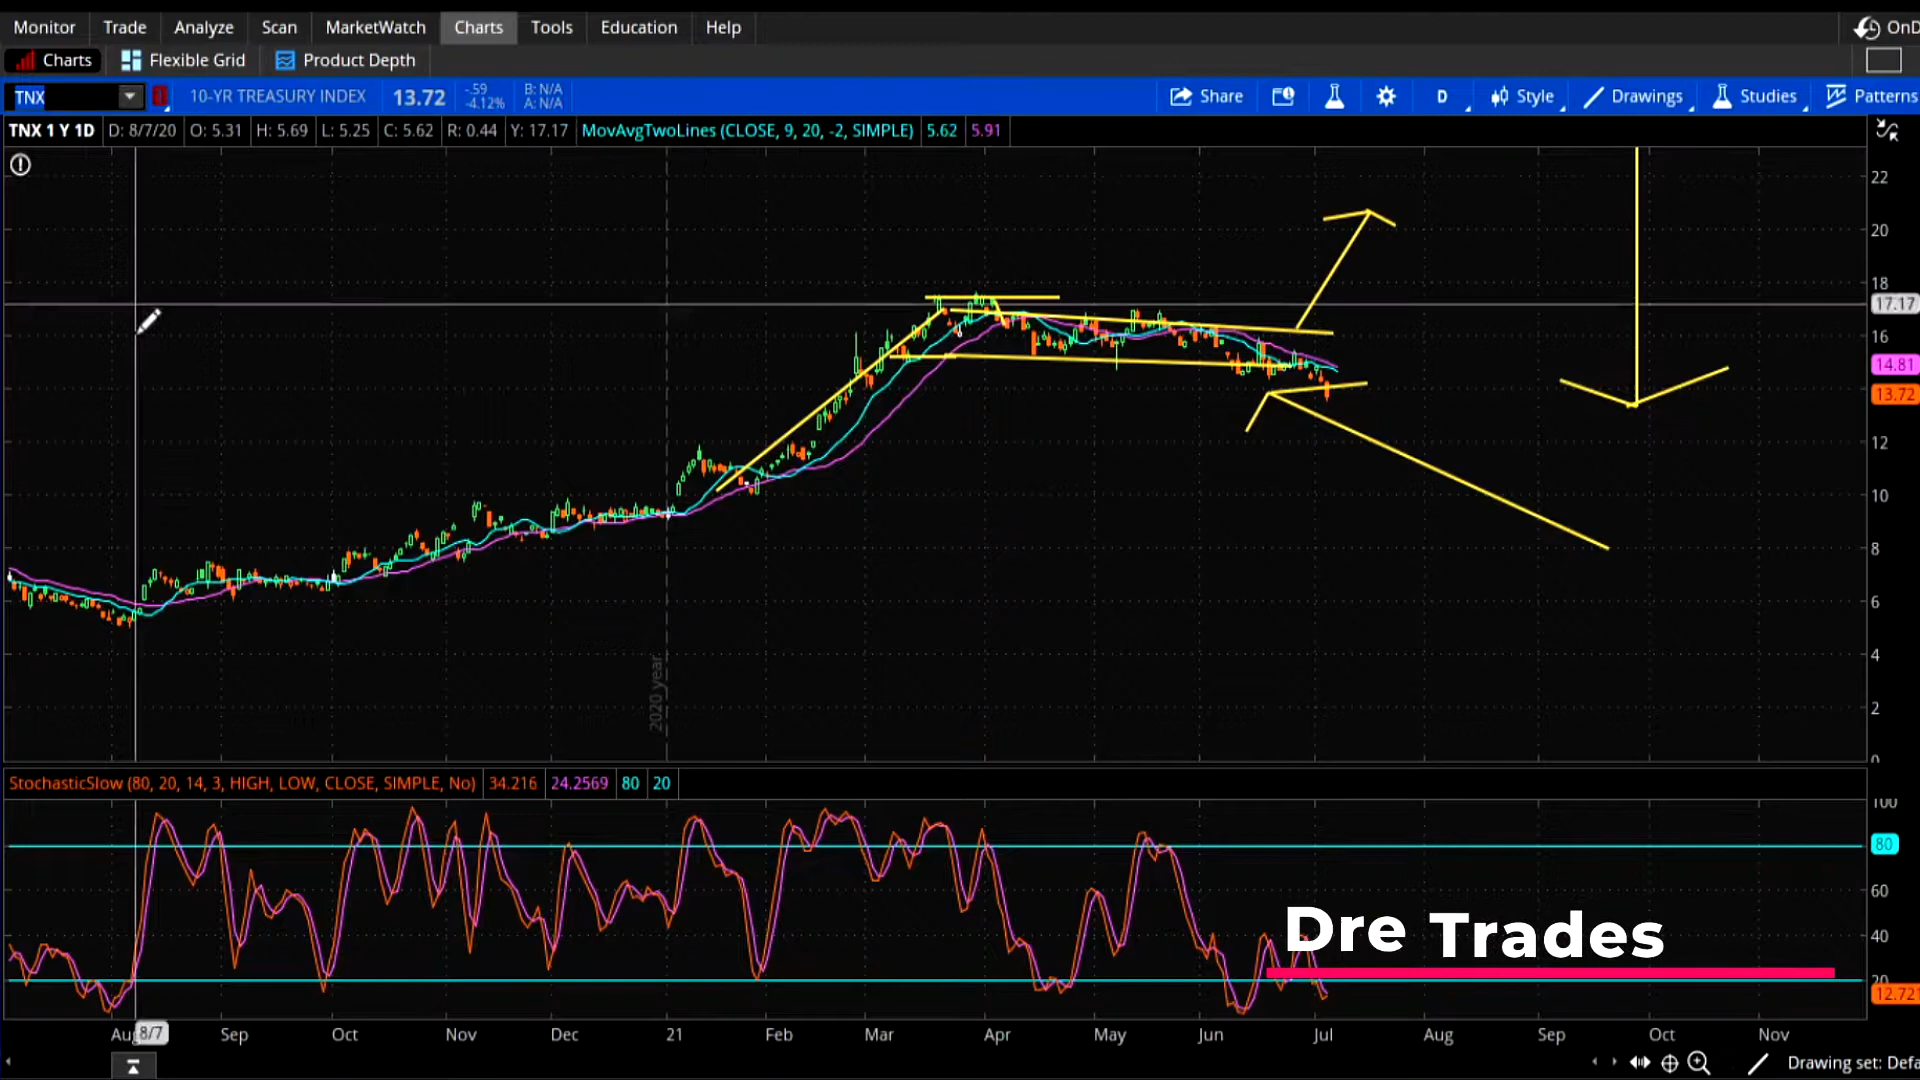 Monitor Trade Analyze Scan MarketWatch Charts Tools Education Help OnD
Charts Flexible Grid Product Depth
TNX 10-YR TREASURY INDEX 13.72 -.59 -4.12% B: N/A A: N/A Share D Style Drawings Studies Patterns
TNX 1 Y 1D D: 8/7/20 O: 5.31 H: 5.69 L: 5.25 C: 5.62 R: 0.44 Y: 17.17 MovAvgTwoLines (CLOSE, 9, 20, -2, SIMPLE) 5.62 5.91
22
20
18
17.17
16
14.81
13.72
12
10
8
6
4
2
0
2020 year
StochasticSlow (80, 20, 14, 3, HIGH, LOW, CLOSE, SIMPLE, No) 34.216 24.2569 80 20
100
80
60
40
20
12.721
Dre Trades
Aug 8/7 Sep Oct Nov Dec 21 Feb Mar Apr May Jun Jul Aug Sep Oct Nov
Drawing set: Defa